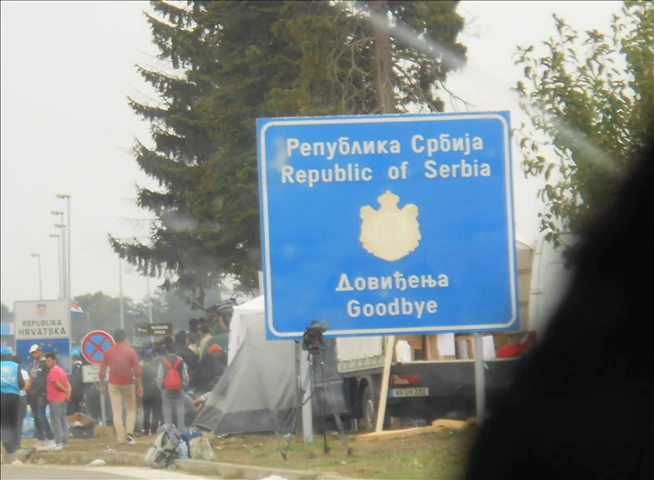 Република Србија
Republic of Serbia
Довиђења
Goodbye
REPUBLIKA
HRVATSKA